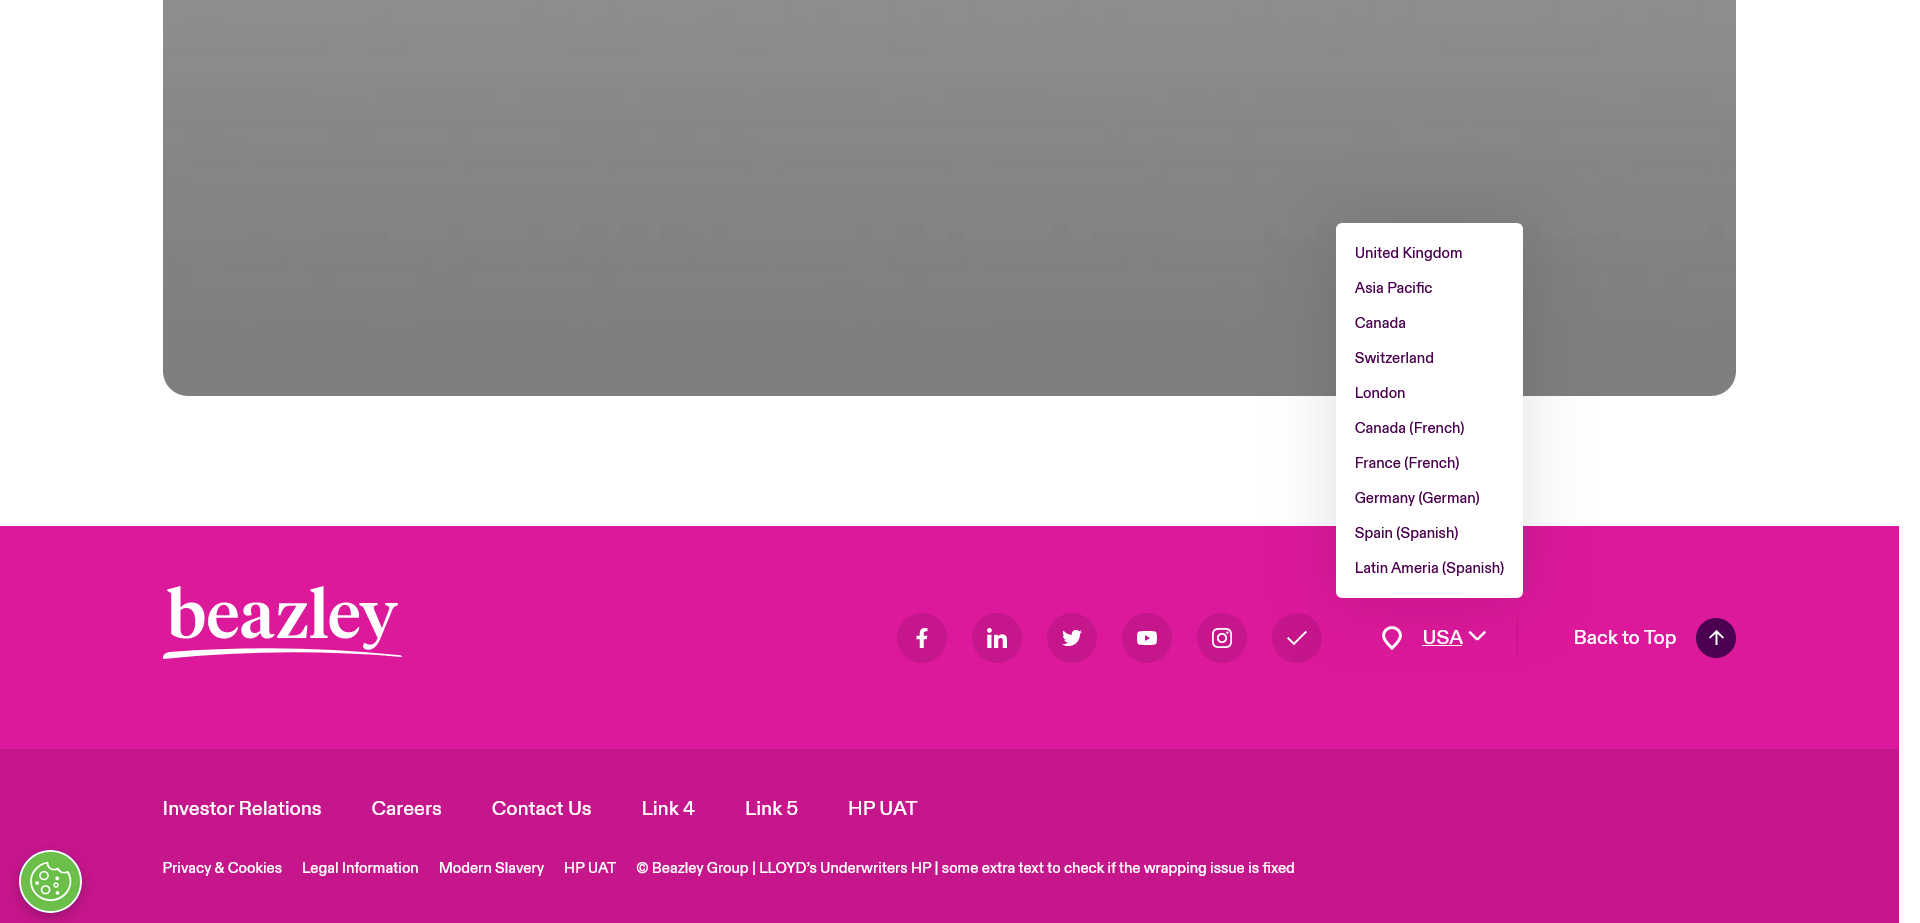 United Kingdom
Asia Pacific
Canada
Switzerland
London
Canada (French)
France (French)
Germany (German)
Spain (Spanish)
Latin Ameria (Spanish)
beazley
USA
Back to Top
Investor Relations Careers Contact Us Link 4 Link 5 HP UAT
Privacy & Cookies Legal Information Modern Slavery HP UAT © Beazley Group | LLOYD's Underwriters HP | some extra text to check if the wrapping issue is fixed